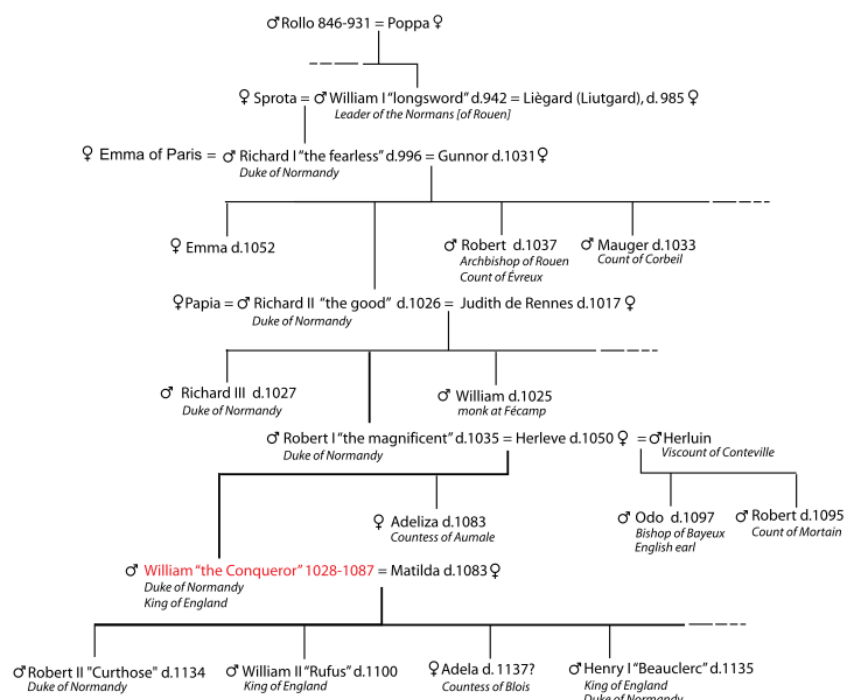 ♂Rollo 846-931 = Poppa ♀
♀ Sprota = ♂ William I "longsword" d.942 = Liègard (Liutgard), d. 985 ♀
Leader of the Normans [of Rouen]
♀ Emma of Paris = ♂ Richard I "the fearless" d.996 = Gunnor d.1031 ♀
Duke of Normandy
♀ Emma d.1052
♂ Robert d.1037
Archbishop of Rouen
Count of Évreux
♂ Mauger d.1033
Count of Corbeil
♀Papia = ♂ Richard II "the good" d.1026 = Judith de Rennes d.1017 ♀
Duke of Normandy
♂ Richard III d.1027
Duke of Normandy
♂ William d.1025
monk at Fécamp
♂ Robert I "the magnificent" d.1035 = Herleve d.1050 ♀ = ♂Herluin
Duke of Normandy
Viscount of Conteville
♀ Adeliza d.1083
Countess of Aumale
♂ Odo d.1097
Bishop of Bayeux
English earl
♂ Robert d.1095
Count of Mortain
♂ William "the Conqueror" 1028-1087 = Matilda d.1083 ♀
Duke of Normandy
King of England
♂ Robert II "Curthose" d.1134
Duke of Normandy
♂ William II "Rufus" d.1100
King of England
♀ Adela d. 1137?
Countess of Blois
♂ Henry I "Beauclerc" d.1135
King of England
Duke of Normandy